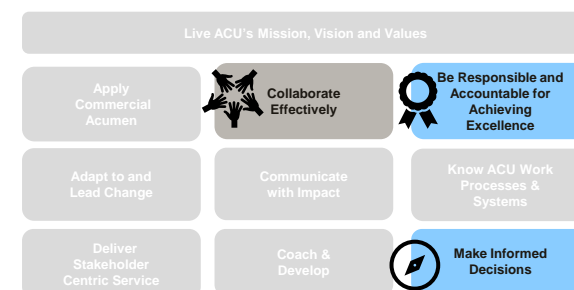 Live ACU's Mission, Vision and Values
Apply
Commercial
Acumen
Collaborate
Effectively
Be Responsible and
Accountable for
Achieving
Excellence
Adapt to and
Lead Change
Communicate
with Impact
Know ACU Work
Processes &
Systems
Deliver
Stakeholder
Centric Service
Coach &
Develop
Make Informed
Decisions